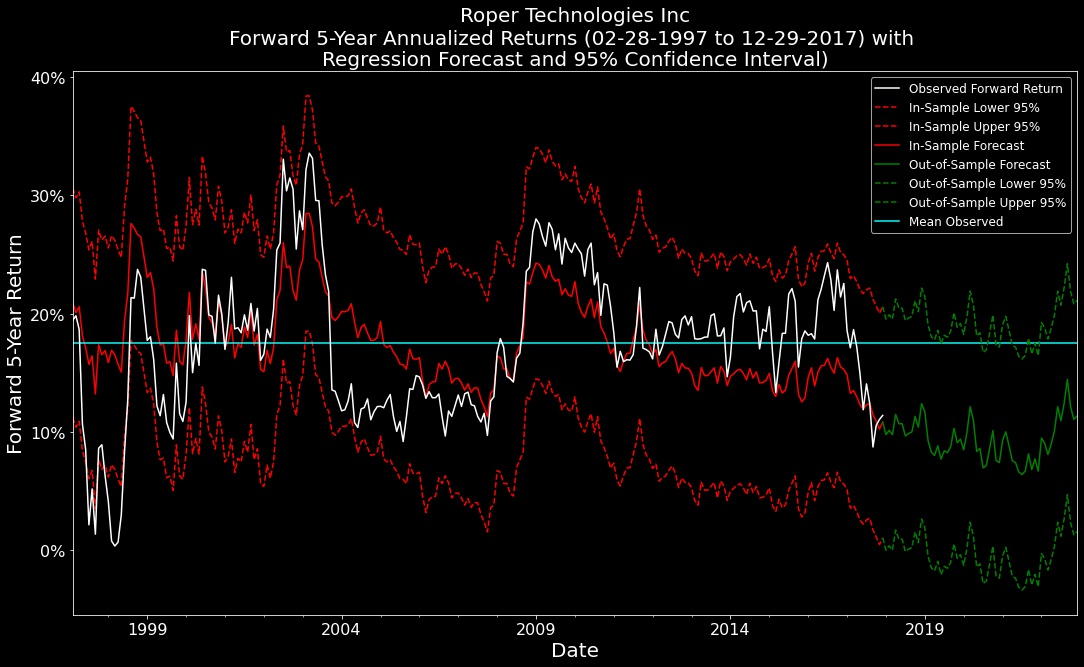 Roper Technologies Inc
Forward 5-Year Annualized Returns (02-28-1997 to 12-29-2017) with
Regression Forecast and 95% Confidence Interval)
40%
30%
20%
10%
0%
Forward 5-Year Return
Observed Forward Return
In-Sample Lower 95%
In-Sample Upper 95%
In-Sample Forecast
Out-of-Sample Forecast
Out-of-Sample Lower 95%
Out-of-Sample Upper 95%
Mean Observed
1999 2004 2009 2014 2019
Date